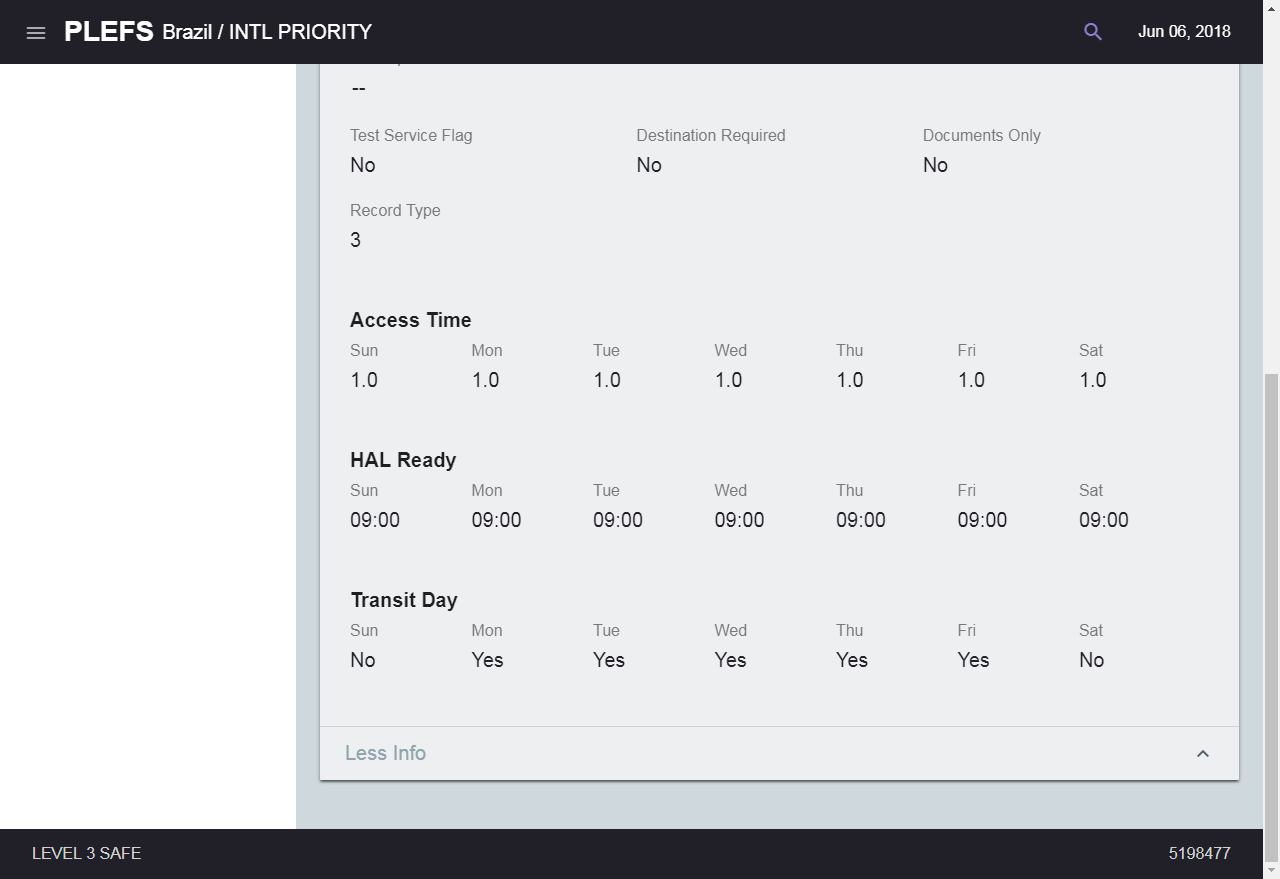 PLEFS Brazil / INTL PRIORITY Jun 06, 2018
--
Test Service Flag Destination Required Documents Only
No No No
Record Type
3
Access Time
Sun Mon Tue Wed Thu Fri Sat
1.0 1.0 1.0 1.0 1.0 1.0 1.0
HAL Ready
Sun Mon Tue Wed Thu Fri Sat
09:00 09:00 09:00 09:00 09:00 09:00 09:00
Transit Day
Sun Mon Tue Wed Thu Fri Sat
No Yes Yes Yes Yes Yes No
Less Info
LEVEL 3 SAFE 5198477